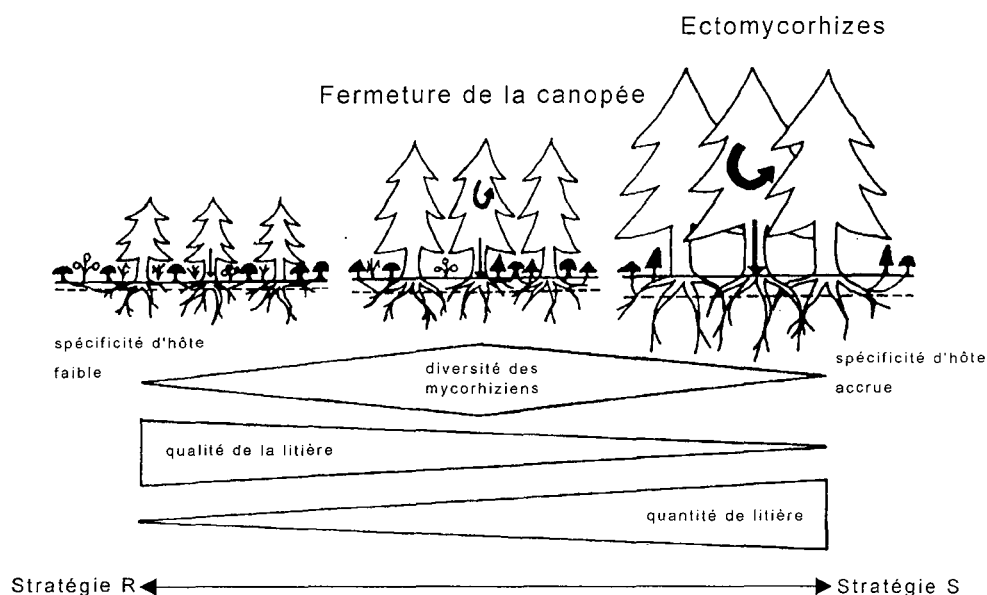 Ectomycorhizes
Fermeture de la canopée
spécificité d'hôte
faible
diversité des
mycorhiziens
spécificité d'hôte
accrue
qualité de la litière
quantité de litière
Stratégie R
Stratégie S